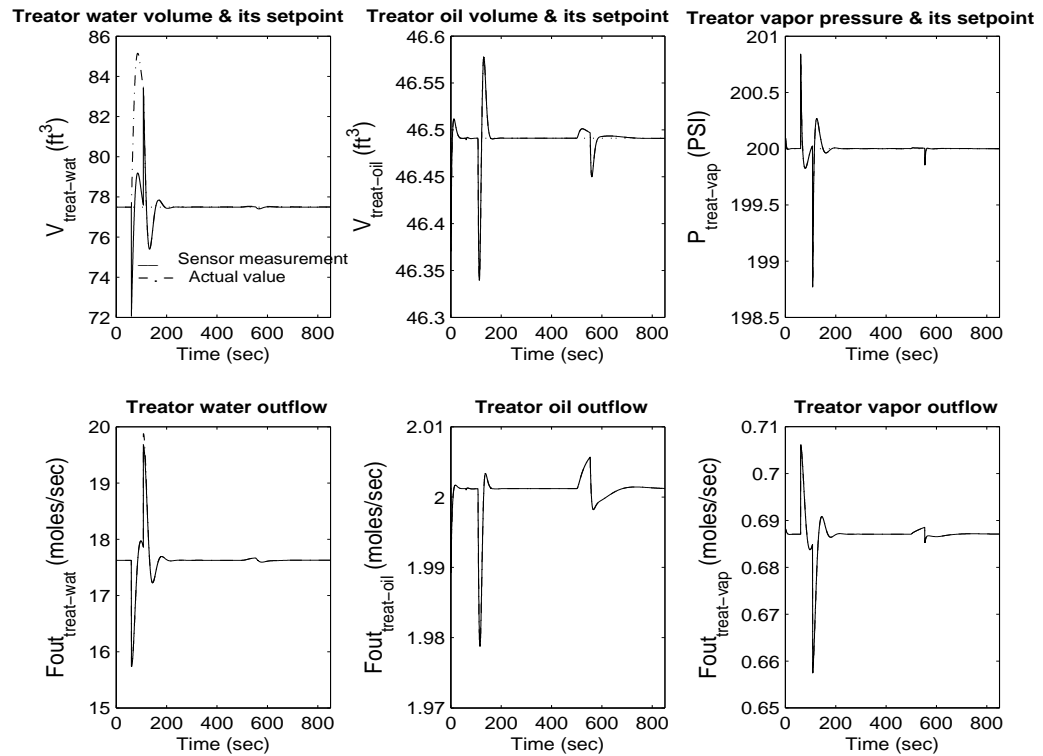 Treator water volume & its setpoint
86
84
82
80
78
76
74
72
V treat−wat (ft3)
Sensor measurement
Actual value
0 200 400 600 800
Time (sec)
Treator oil volume & its setpoint
46.6
46.55
46.5
46.45
46.4
46.35
46.3
V treat−oil (ft3)
0 200 400 600 800
Time (sec)
Treator vapor pressure & its setpoint
201
200.5
200
199.5
199
198.5
P treat−vap (PSI)
0 200 400 600 800
Time (sec)
Treator water outflow
20
19
18
17
16
15
Fout treat−wat (moles/sec)
0 200 400 600 800
Time (sec)
Treator oil outflow
2.01
2
1.99
1.98
1.97
Fout treat−oil (moles/sec)
0 200 400 600 800
Time (sec)
Treator vapor outflow
0.71
0.7
0.69
0.68
0.67
0.66
0.65
Fout treat−vap (moles/sec)
0 200 400 600 800
Time (sec)